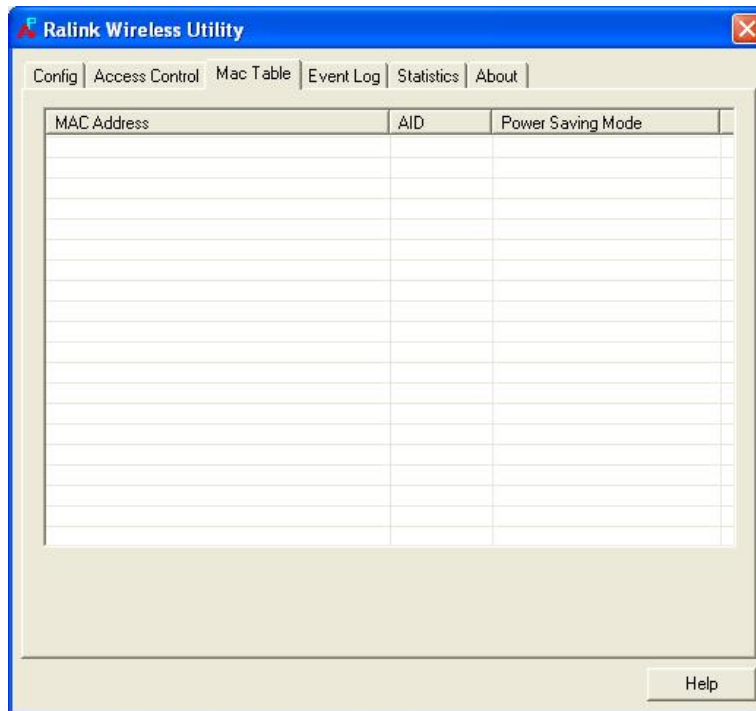 Ralink Wireless Utility
Config Access Control Mac Table Event Log Statistics About
MAC Address AID Power Saving Mode
Help